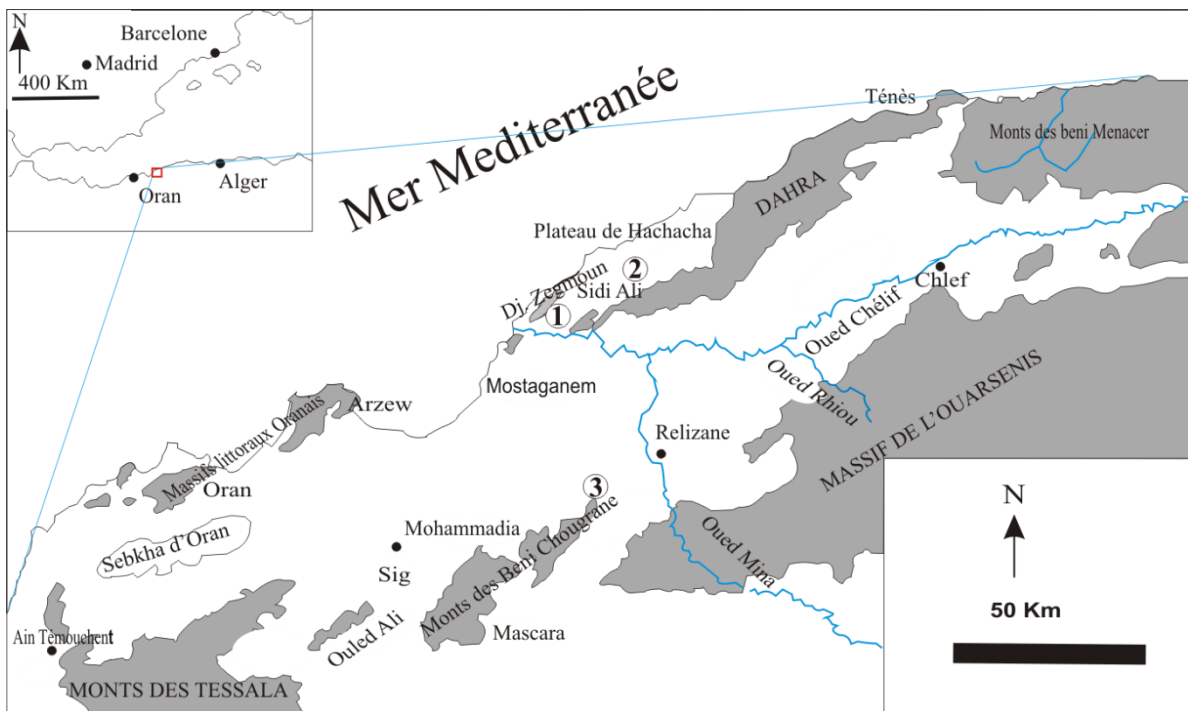 N
Barcelone
Madrid
400 Km
Oran
Alger
Mer Mediterranée
Ténès
Monts des beni Menacer
DAHRA
Plateau de Hachacha
Dj. Zegmoun
2
Sidi Ali
1
Chlef
Oued Chélif
Mostaganem
Oued Rhiou
Arzew
Massifs littoraux Oranais
Relizane
MASSIF DE L'OUARSENIS
Oran
3
Sebkha d'Oran
Mohammadia
Sig
Monts des Beni Chougrane
Oued Mina
N
50 Km
Ain Témouchent
Ouled Ali
Mascara
MONTS DES TESSALA